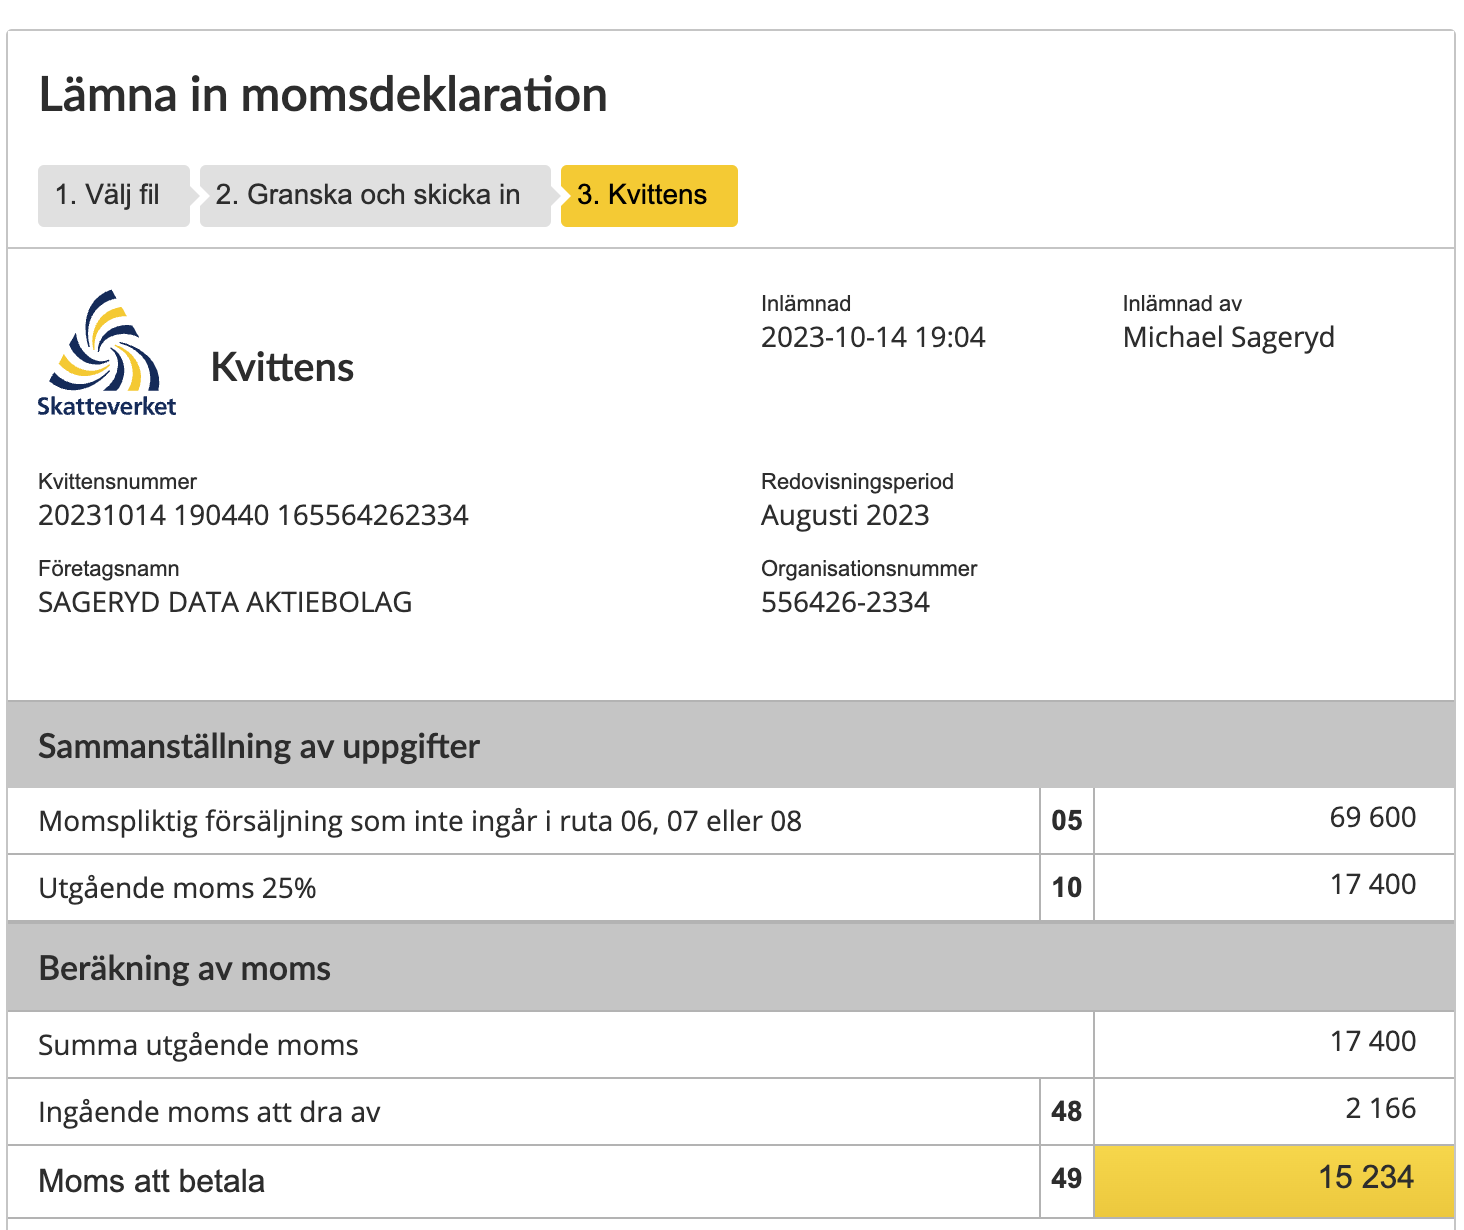 Lämna in momsdeklaration
1. Välj fil 2. Granska och skicka in 3. Kvittens
Skatteverket
Kvittens
Inlämnad
2023-10-14 19:04
Inlämnad av
Michael Sageryd
Kvittensnummer
20231014 190440 165564262334
Redovisningsperiod
Augusti 2023
Företagsnamn
SAGERYD DATA AKTIEBOLAG
Organisationsnummer
556426-2334
Sammanställning av uppgifter
Momspliktig försäljning som inte ingår i ruta 06, 07 eller 08 05 69 600
Utgående moms 25% 10 17 400
Beräkning av moms
Summa utgående moms 17 400
Ingående moms att dra av 48 2 166
Moms att betala 49 15 234